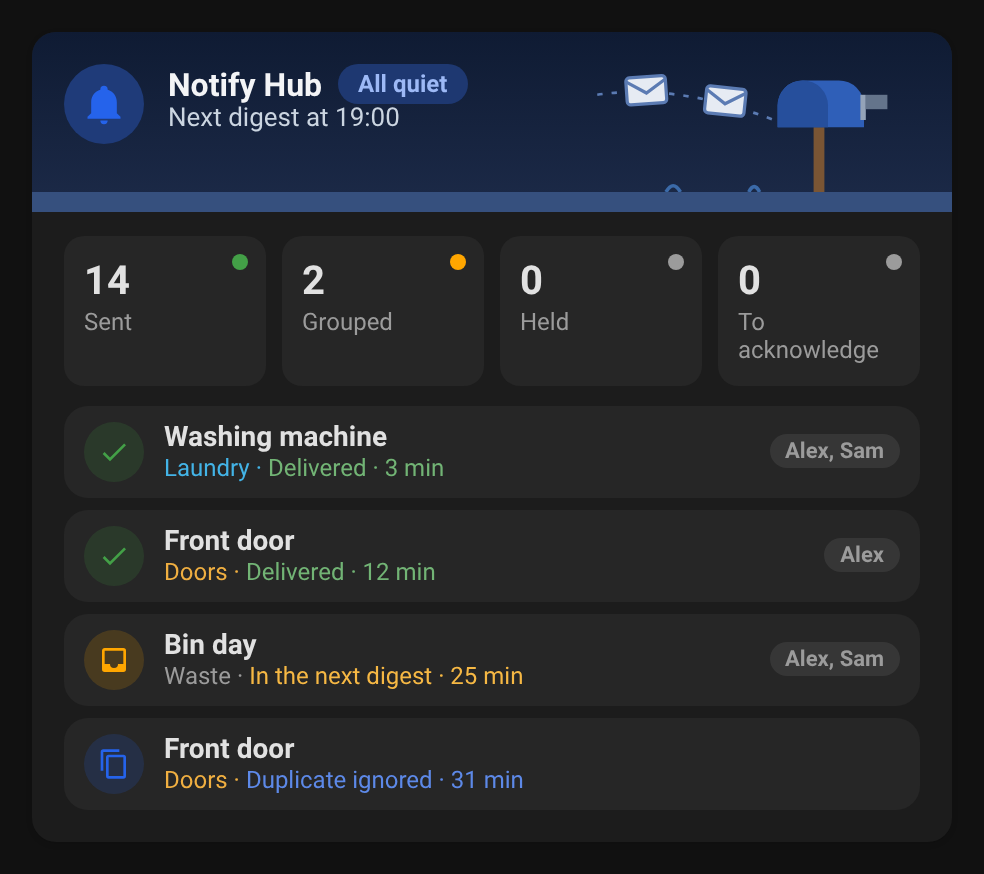 Notify Hub All quiet
Next digest at 19:00
14
Sent
2
Grouped
0
Held
0
To
acknowledge
Washing machine
Laundry · Delivered · 3 min
Alex, Sam
Front door
Doors · Delivered · 12 min
Alex
Bin day
Waste · In the next digest · 25 min
Alex, Sam
Front door
Doors · Duplicate ignored · 31 min